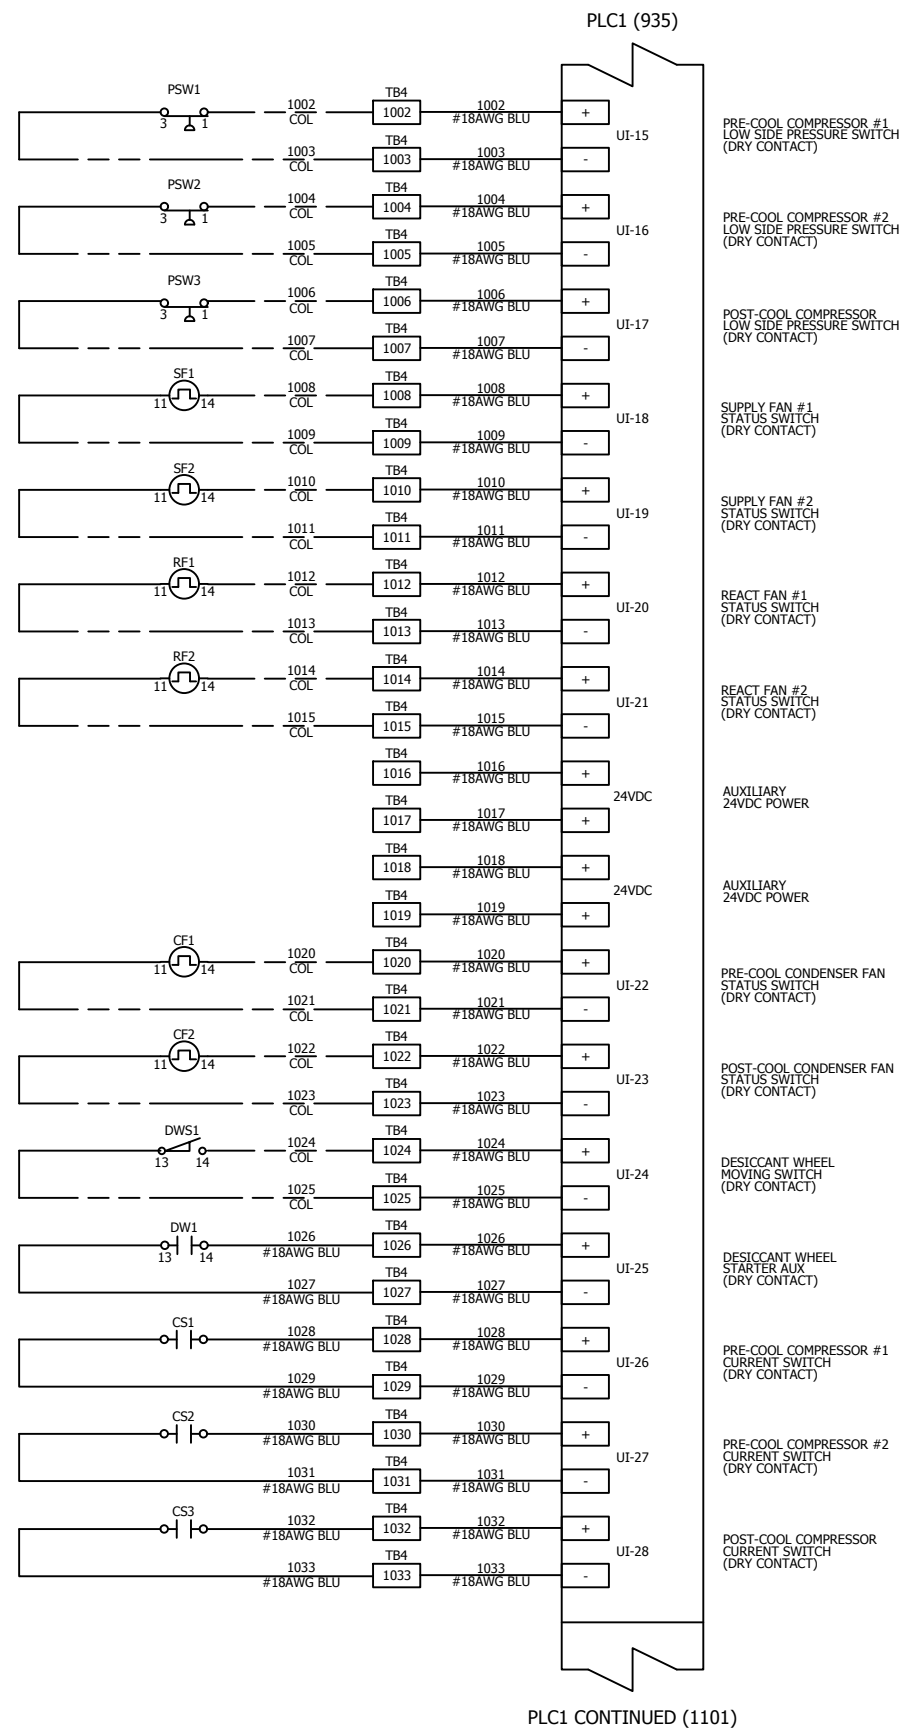 PLC1 (935)
PSW1
3 1
1002
COL
TB4
1002
1002
#18AWG BLU
+
1003
COL
TB4
1003
1003
#18AWG BLU
-
UI-15
PRE-COOL COMPRESSOR #1
LOW SIDE PRESSURE SWITCH
(DRY CONTACT)
PSW2
3 1
1004
COL
TB4
1004
1004
#18AWG BLU
+
1005
COL
TB4
1005
1005
#18AWG BLU
-
UI-16
PRE-COOL COMPRESSOR #2
LOW SIDE PRESSURE SWITCH
(DRY CONTACT)
PSW3
3 1
1006
COL
TB4
1006
1006
#18AWG BLU
+
1007
COL
TB4
1007
1007
#18AWG BLU
-
UI-17
POST-COOL COMPRESSOR
LOW SIDE PRESSURE SWITCH
(DRY CONTACT)
SF1
11 14
1008
COL
TB4
1008
1008
#18AWG BLU
+
1009
COL
TB4
1009
1009
#18AWG BLU
-
UI-18
SUPPLY FAN #1
STATUS SWITCH
(DRY CONTACT)
SF2
11 14
1010
COL
TB4
1010
1010
#18AWG BLU
+
1011
COL
TB4
1011
1011
#18AWG BLU
-
UI-19
SUPPLY FAN #2
STATUS SWITCH
(DRY CONTACT)
RF1
11 14
1012
COL
TB4
1012
1012
#18AWG BLU
+
1013
COL
TB4
1013
1013
#18AWG BLU
-
UI-20
REACT FAN #1
STATUS SWITCH
(DRY CONTACT)
RF2
11 14
1014
COL
TB4
1014
1014
#18AWG BLU
+
1015
COL
TB4
1015
1015
#18AWG BLU
-
UI-21
REACT FAN #2
STATUS SWITCH
(DRY CONTACT)
TB4
1016
1016
#18AWG BLU
+
TB4
1017
1017
#18AWG BLU
+
24VDC
AUXILIARY
24VDC POWER
TB4
1018
1018
#18AWG BLU
+
TB4
1019
1019
#18AWG BLU
+
24VDC
AUXILIARY
24VDC POWER
CF1
11 14
1020
COL
TB4
1020
1020
#18AWG BLU
+
1021
COL
TB4
1021
1021
#18AWG BLU
-
UI-22
PRE-COOL CONDENSER FAN
STATUS SWITCH
(DRY CONTACT)
CF2
11 14
1022
COL
TB4
1022
1022
#18AWG BLU
+
1023
COL
TB4
1023
1023
#18AWG BLU
-
UI-23
POST-COOL CONDENSER FAN
STATUS SWITCH
(DRY CONTACT)
DWS1
13 14
1024
COL
TB4
1024
1024
#18AWG BLU
+
1025
COL
TB4
1025
1025
#18AWG BLU
-
UI-24
DESICCANT WHEEL
MOVING SWITCH
(DRY CONTACT)
DW1
13 14
1026
#18AWG BLU
TB4
1026
1026
#18AWG BLU
+
1027
#18AWG BLU
TB4
1027
1027
#18AWG BLU
-
UI-25
DESICCANT WHEEL
STARTER AUX
(DRY CONTACT)
CS1
1028
#18AWG BLU
TB4
1028
1028
#18AWG BLU
+
1029
#18AWG BLU
TB4
1029
1029
#18AWG BLU
-
UI-26
PRE-COOL COMPRESSOR #1
CURRENT SWITCH
(DRY CONTACT)
CS2
1030
#18AWG BLU
TB4
1030
1030
#18AWG BLU
+
1031
#18AWG BLU
TB4
1031
1031
#18AWG BLU
-
UI-27
PRE-COOL COMPRESSOR #2
CURRENT SWITCH
(DRY CONTACT)
CS3
1032
#18AWG BLU
TB4
1032
1032
#18AWG BLU
+
1033
#18AWG BLU
TB4
1033
1033
#18AWG BLU
-
UI-28
POST-COOL COMPRESSOR
CURRENT SWITCH
(DRY CONTACT)
PLC1 CONTINUED (1101)